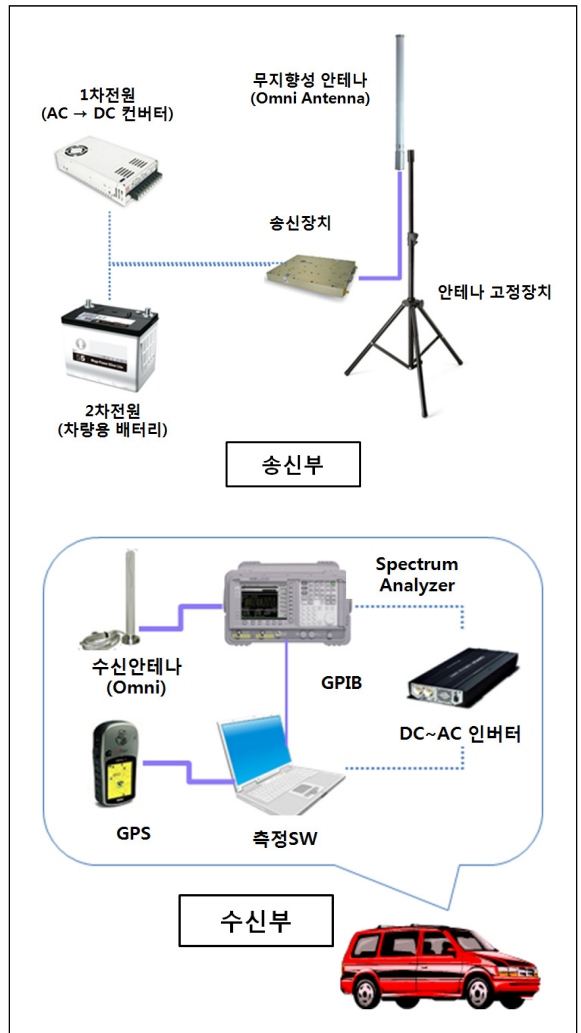 1차전원
(AC → DC 컨버터)
무지향성 안테나
(Omni Antenna)
송신장치
안테나 고정장치
2차전원
(차량용 배터리)
송신부
Spectrum
Analyzer
수신안테나
(Omni)
GPIB
DC~AC 인버터
GPS
측정SW
수신부